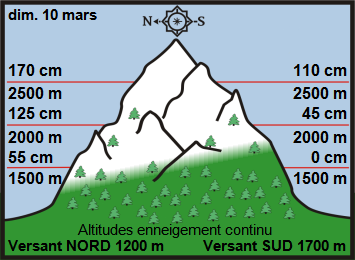 dim. 10 mars
N S
170 cm 110 cm
2500 m 2500 m
125 cm 45 cm
2000 m 2000 m
55 cm 0 cm
1500 m 1500 m
Altitudes enneigement continu
Versant NORD 1200 m Versant SUD 1700 m